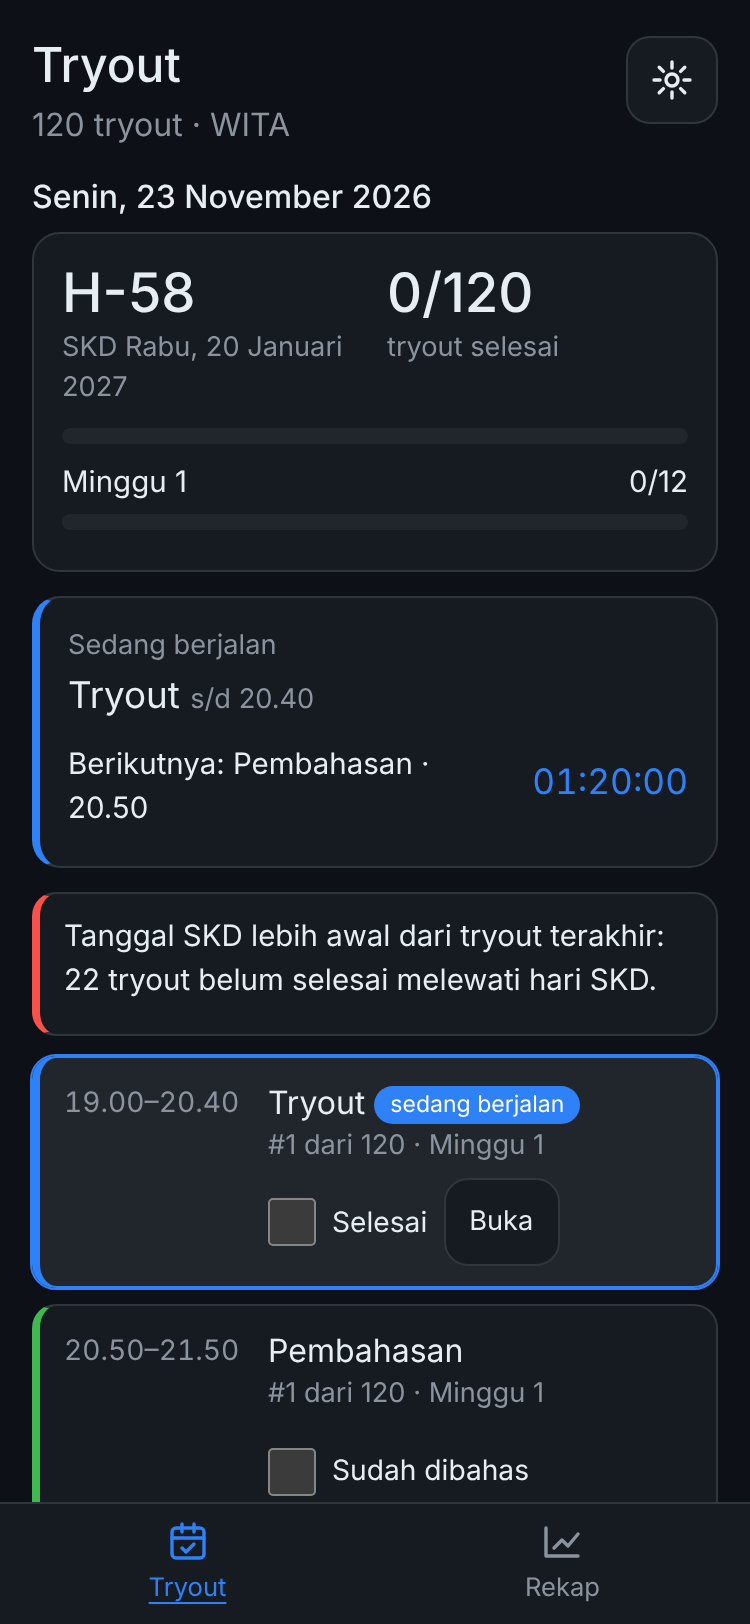 Tryout
120 tryout · WITA
Senin, 23 November 2026
H-58
SKD Rabu, 20 Januari
2027
0/120
tryout selesai
Minggu 1
0/12
Sedang berjalan
Tryout s/d 20.40
Berikutnya: Pembahasan ·
20.50
01:20:00
Tanggal SKD lebih awal dari tryout terakhir:
22 tryout belum selesai melewati hari SKD.
19.00–20.40
Tryout sedang berjalan
#1 dari 120 · Minggu 1
Selesai
Buka
20.50–21.50
Pembahasan
#1 dari 120 · Minggu 1
Sudah dibahas
Tryout
Rekap